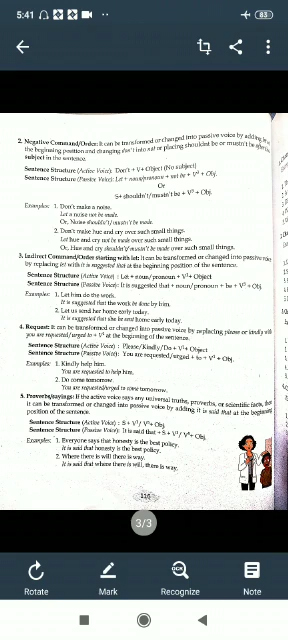 5:41
83
2. Negative Command/Order: It can be transformed or changed into passive voice by adding
the beginning position and changing don't into not or placing shouldnt be or mustn't be
subject in the sentence.
Sentence Structure (Active Voice): Don't + V+ Object (No subject)
Sentence Structure (Passive Voice): Let + noun/pronoun + not be + V³ + Obj.
Or
S+ shouldn't/mustn't be + V³ + Obj.
Examples: 1. Don't make a noise.
Let a noise not be made.
Or, Noise shouldn't/mustn't be made.
2. Don't make hue and cry over such small things.
Let hue and cry not be made over such small things.
Or, Hue and cry shouldn't be made over such small things.
3. Indirect Command/Order starting with let: It can be transformed or changed into passive voice
by replacing let with it is suggested that at the beginning position of the sentence.
Sentence Structure (Active Voice) : Let + noun/pronoun + V¹+ Object
Sentence Structure (Passive Voice): It is suggested that + noun/pronoun + be + V³ + Obj
Examples: 1. Let him do the work.
It is suggested that the work be done by him.
2. Let us send her home early today.
It is suggested that she be send home early today.
4. Request: It can be transformed or changed into passive voice by replacing please or kindly with
you are requested/urged to + V¹ at the beginning of the sentence.
Sentence Structure (Active Voice) : Please/Kindly/Do + V¹+ Object
Sentence Structure (Passive Voice): You are requested/urged + to + V¹ + Obj.
Examples: 1. Kindly help him.
You are requested to help him.
2. Do come tomorrow.
You are requested/urged to come tomorrow.
5. Proverbs/sayings: If the active voice says any universal truths, proverbs, or scientific facts,
it can be transformed or changed into passive voice by adding it is said that at the beginning
position of the sentence.
Sentence Structure (Active Voice) : S + V¹/ V⁵+ Obj.
Sentence Structure (Passive Voice): It is said that + S + V¹/ V⁵+ Obj.
Examples: 1. Everyone says that honesty is the best policy.
It is said that honesty is the best policy.
2. Where there is will there is way.
It is said that where there is will, there is way.
116
3/3
OCR
Rotate Mark Recognize Note